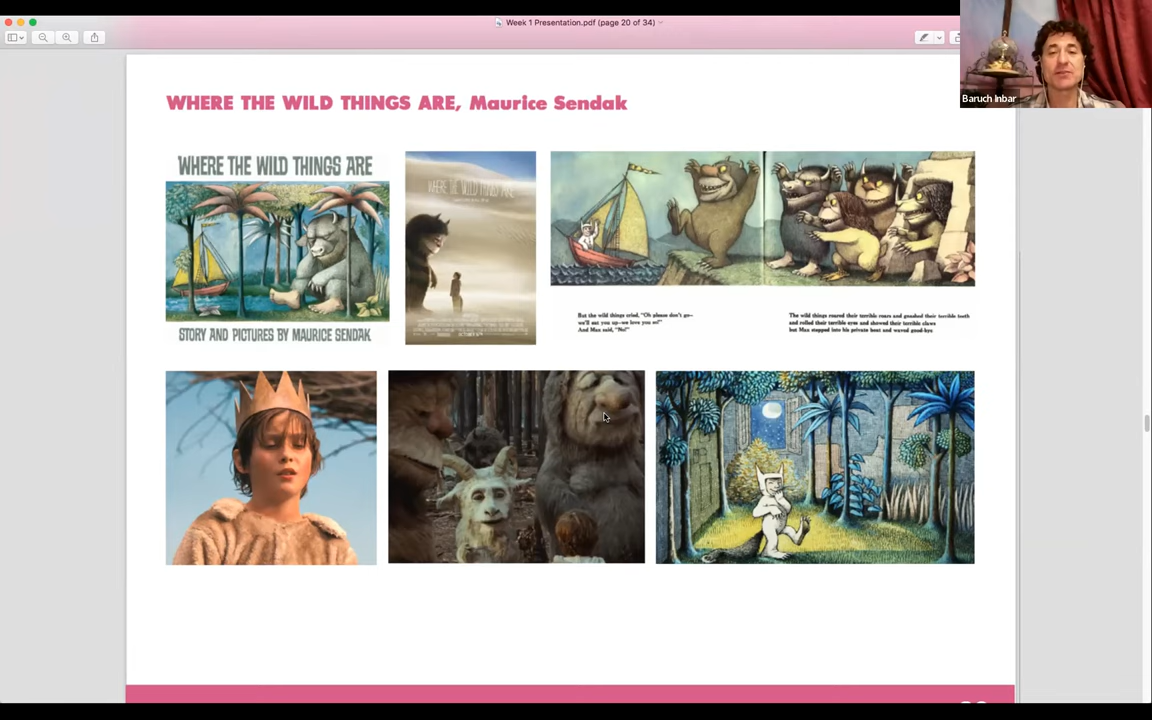 Week 1 Presentation.pdf (page 20 of 34)
Baruch Inbar
WHERE THE WILD THINGS ARE, Maurice Sendak
WHERE THE WILD THINGS ARE
STORY AND PICTURES BY MAURICE SENDAK
WHERE THE WILD THINGS ARE
But the wild things cried, "Oh please don't go—
we'll eat you up—we love you so!"
And Max said, "No!"
The wild things roared their terrible roars and gnashed their terrible teeth
and rolled their terrible eyes and showed their terrible claws
but Max stepped into his private boat and waved good-bye